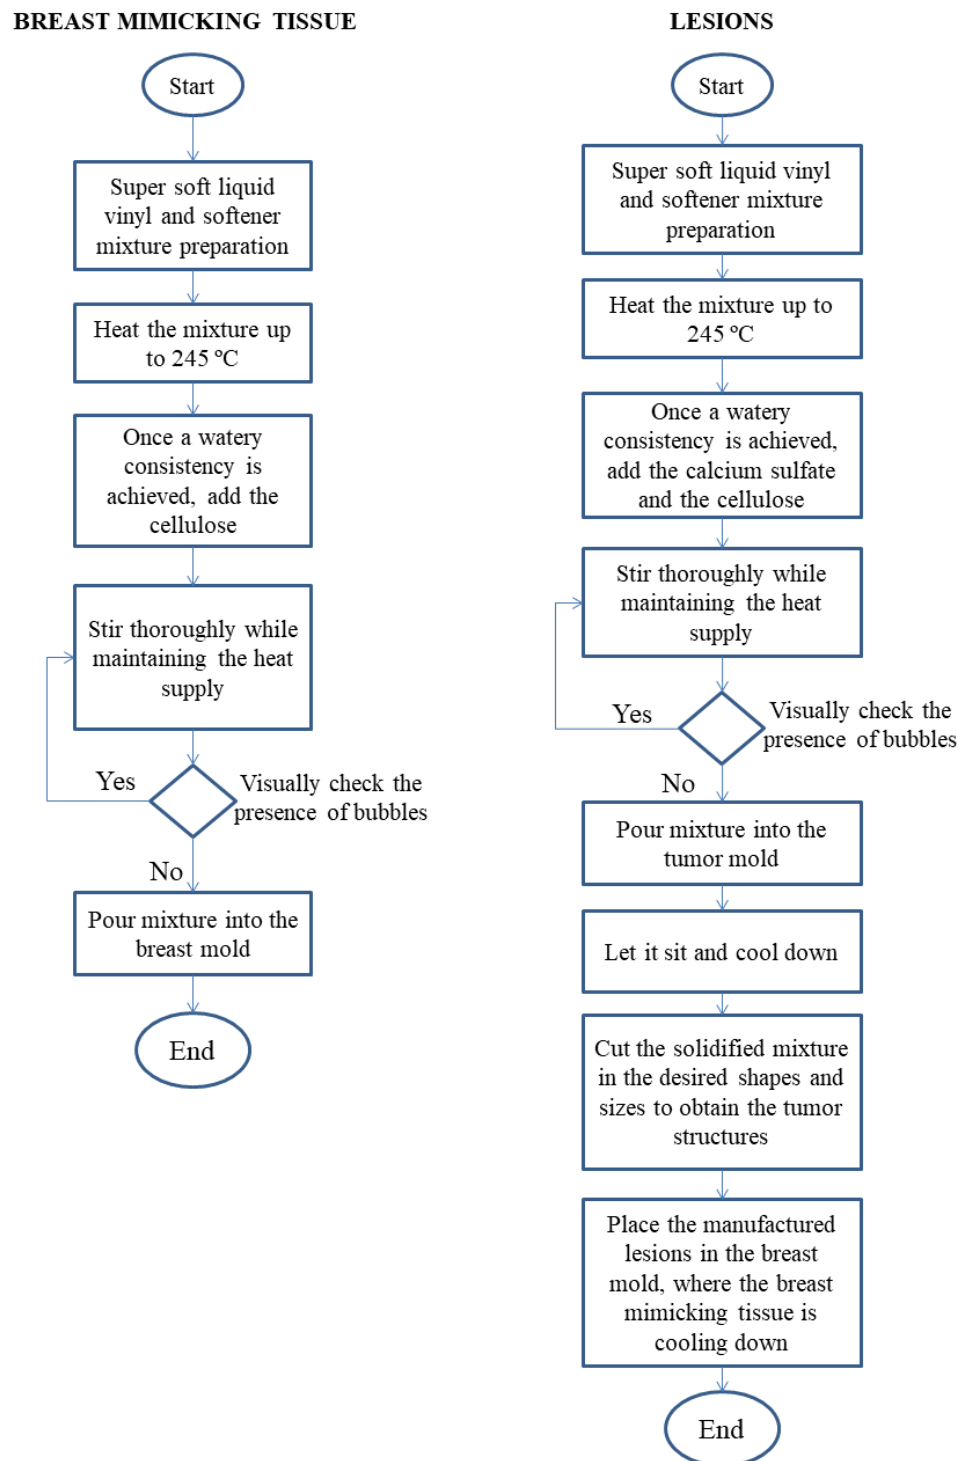 BREAST MIMICKING TISSUE
Start
Super soft liquid
vinyl and softener
mixture preparation
Heat the mixture up
to 245 ºC
Once a watery
consistency is
achieved, add the
cellulose
Stir thoroughly while
maintaining the heat
supply
Yes
Visually check the
presence of bubbles
No
Pour mixture into the
breast mold
End
LESIONS
Start
Super soft liquid vinyl
and softener mixture
preparation
Heat the mixture up to
245 ºC
Once a watery
consistency is achieved,
add the calcium sulfate
and the cellulose
Stir thoroughly while
maintaining the heat
supply
Yes
Visually check the
presence of bubbles
No
Pour mixture into the
tumor mold
Let it sit and cool down
Cut the solidified mixture
in the desired shapes and
sizes to obtain the tumor
structures
Place the manufactured
lesions in the breast
mold, where the breast
mimicking tissue is
cooling down
End